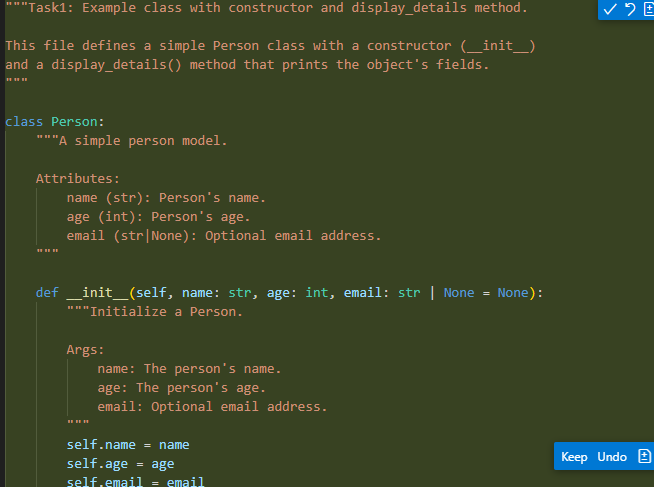 """Task1: Example class with constructor and display_details method.
This file defines a simple Person class with a constructor (__init__)
and a display_details() method that prints the object's fields.
"""
class Person:
"""A simple person model.
Attributes:
name (str): Person's name.
age (int): Person's age.
email (str|None): Optional email address.
"""
def __init__(self, name: str, age: int, email: str | None = None):
"""Initialize a Person.
Args:
name: The person's name.
age: The person's age.
email: Optional email address.
"""
self.name = name
self.age = age
self.email = email
Keep Undo